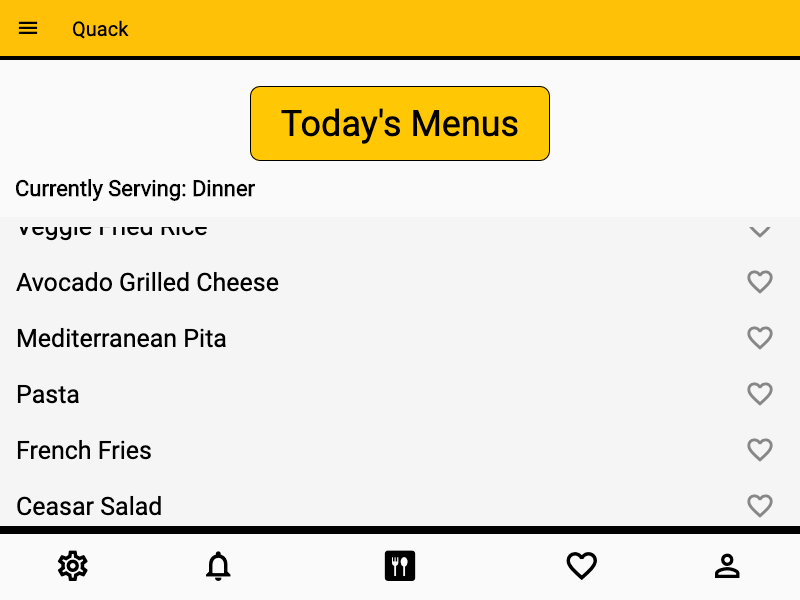 Quack
Today's Menus
Currently Serving: Dinner
Veggie Fried Rice
Avocado Grilled Cheese
Mediterranean Pita
Pasta
French Fries
Ceasar Salad